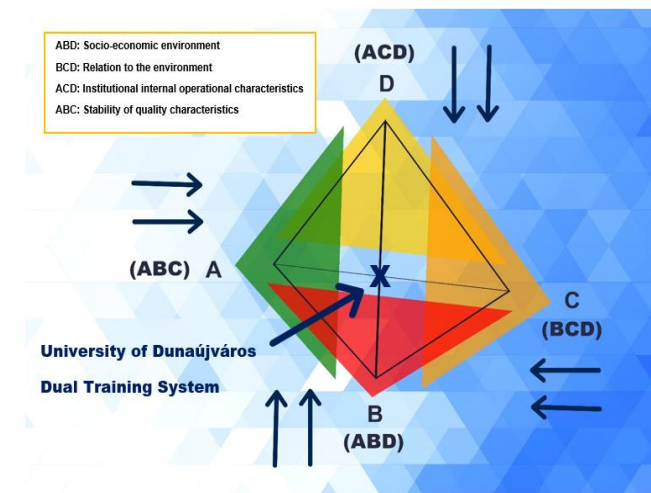 ABD: Socio-economic environment
BCD: Relation to the environment
ACD: Institutional internal operational characteristics
ABC: Stability of quality characteristics
(ACD)
D
(ABC) A
X
C
(BCD)
University of Dunaújváros
Dual Training System
B
(ABD)